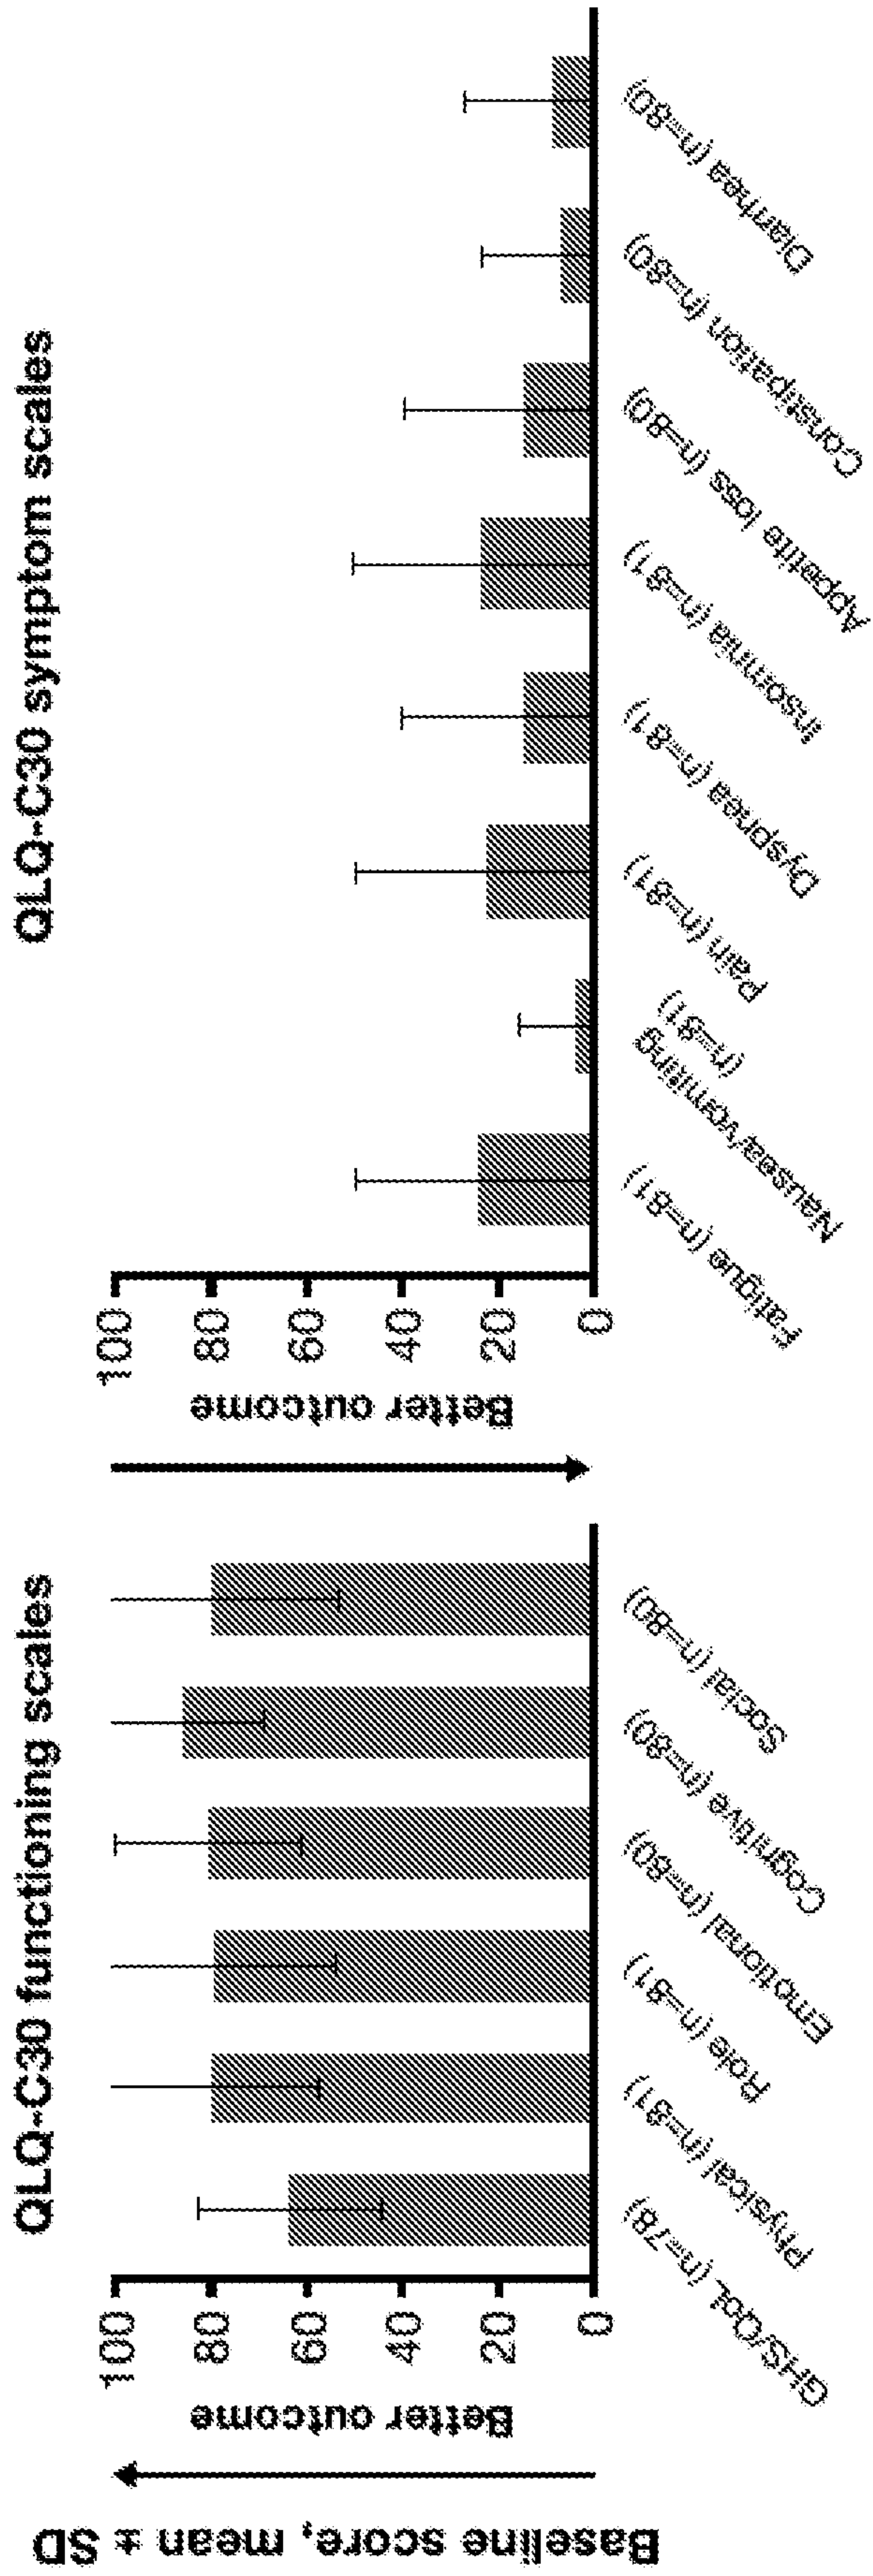 Baseline score, mean ± SD
QLQ-C30 functioning scales
Better outcome
100
80
60
40
20
0
GHS/QoL (n=78)
Physical (n=81)
Role (n=81)
Emotional (n=80)
Cognitive (n=80)
Social (n=80)
QLQ-C30 symptom scales
Better outcome
100
80
60
40
20
0
Fatigue (n=81)
Nausea/vomiting
(n=81)
Pain (n=81)
Dyspnea (n=81)
Insomnia (n=81)
Appetite loss (n=80)
Constipation (n=80)
Diarrhea (n=80)